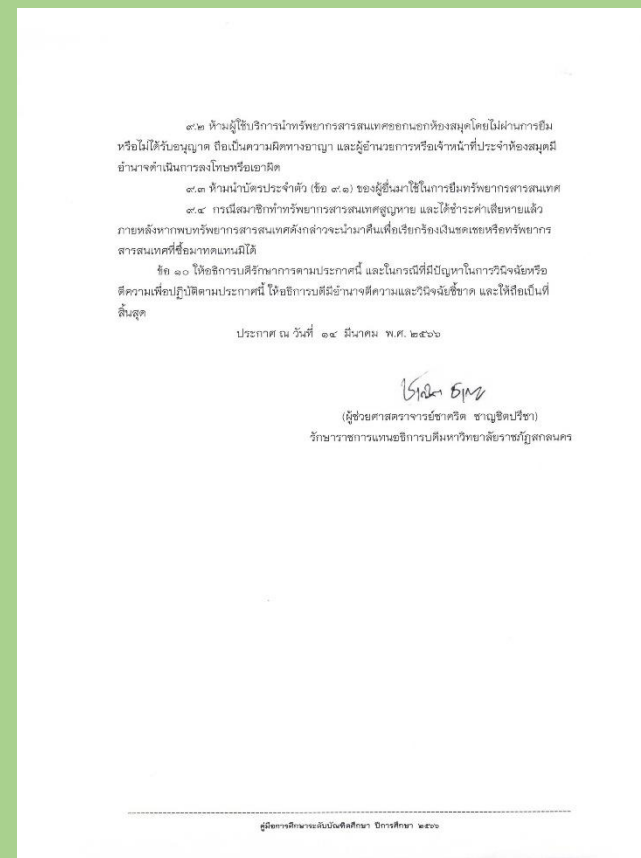 ๙.๒ ห้ามผู้ใช้บริการนำทรัพยากรสารสนเทศออกนอกห้องสมุดโดยไม่ผ่านการยืม
หรือไม่ได้รับอนุญาต ถือเป็นความผิดทางอาญา และผู้อำนวยการหรือเจ้าหน้าที่ประจำห้องสมุดมี
อำนาจดำเนินการลงโทษหรือเอาผิด
๙.๓ ห้ามนำบัตรประจำตัว (ข้อ ๙.๑) ของผู้อื่นมาใช้ในการยืมทรัพยากรสารสนเทศ
๙.๔ กรณีสมาชิกทำทรัพยากรสารสนเทศสูญหาย และได้ชำระค่าเสียหายแล้ว
ภายหลังหากพบทรัพยากรสารสนเทศดังกล่าวจะนำมาคืนเพื่อเรียกร้องเงินชดเชยหรือทรัพยากร
สารสนเทศที่ซื้อมาทดแทนมิได้
ข้อ ๑๐ ให้อธิการบดีรักษาการตามประกาศนี้ และในกรณีที่มีปัญหาในการวินิจฉัยหรือ
ตีความเพื่อปฏิบัติตามประกาศนี้ ให้อธิการบดีมีอำนาจตีความและวินิจฉัยชี้ขาด และให้ถือเป็นที่
สิ้นสุด
ประกาศ ณ วันที่ ๑๔ มีนาคม พ.ศ. ๒๕๖๖
(ผู้ช่วยศาสตราจารย์ชาคริต ชาญชิตปรีชา)
รักษาราชการแทนอธิการบดีมหาวิทยาลัยราชภัฏสกลนคร
คู่มือการศึกษาระดับบัณฑิตศึกษา ปีการศึกษา ๒๕๖๖